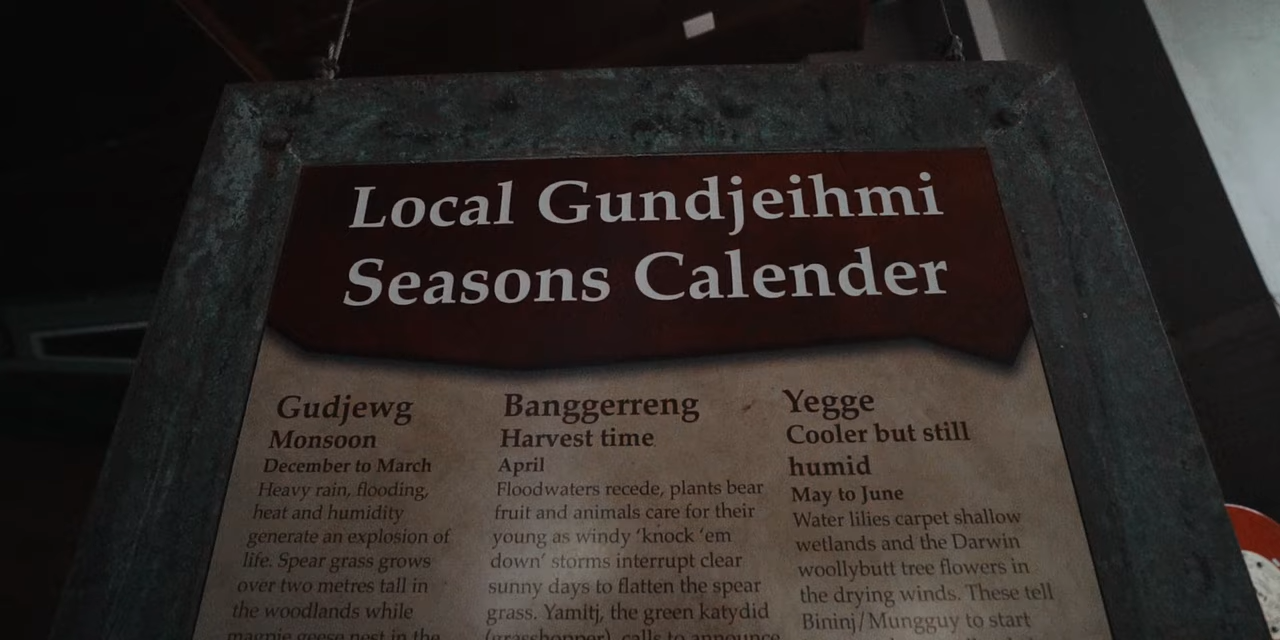 Local Gundjeihmi
Seasons Calender
Gudjewg
Monsoon
December to March
Heavy rain, flooding,
heat and humidity
generate an explosion of
life. Spear grass grows
over two metres tall in
the woodlands while
magpie geese nest in the
Banggerreng
Harvest time
April
Floodwaters recede, plants bear
fruit and animals care for their
young as windy ‘knock ‘em
down’ storms interrupt clear
sunny days to flatten the spear
grass. Yamitj, the green katydid
(grasshopper), calls to announce
Yegge
Cooler but still
humid
May to June
Water lilies carpet shallow
wetlands and the Darwin
woollybutt tree flowers in
the drying winds. These tell
Bininj/Mungguy to start